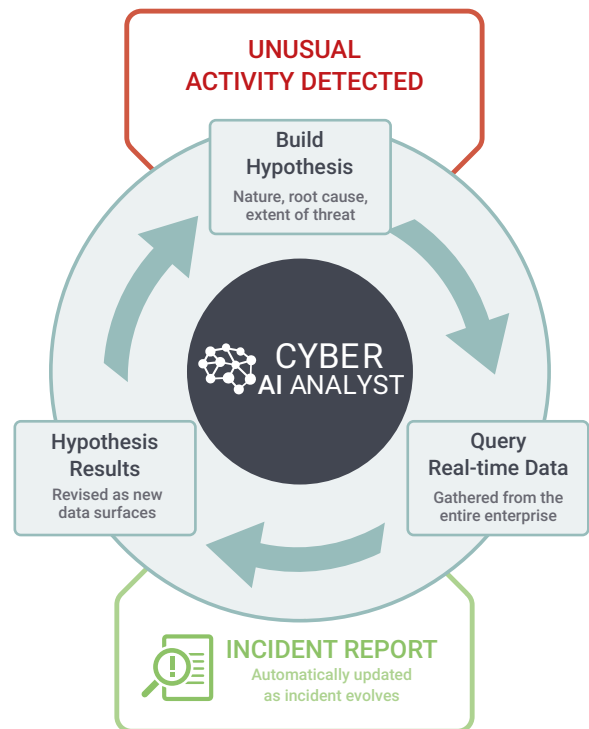 UNUSUAL
ACTIVITY DETECTED
Build
Hypothesis
Nature, root cause,
extent of threat
CYBER
AI ANALYST
Hypothesis
Results
Revised as new
data surfaces
Query
Real-time Data
Gathered from the
entire enterprise
INCIDENT REPORT
Automatically updated
as incident evolves